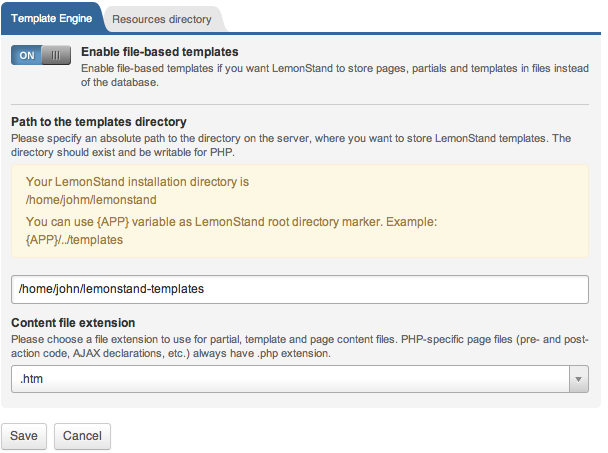 Template Engine Resources directory
ON Enable file-based templates
Enable file-based templates if you want LemonStand to store pages, partials and templates in files instead
of the database.
Path to the templates directory
Please specify an absolute path to the directory on the server, where you want to store LemonStand templates. The
directory should exist and be writable for PHP.
Your LemonStand installation directory is
/home/johm/lemonstand
You can use {APP} variable as LemonStand root directory marker. Example:
{APP}/../templates
/home/john/lemonstand-templates
Content file extension
Please choose a file extension to use for partial, template and page content files. PHP-specific page files (pre- and post-
action code, AJAX declarations, etc.) always have .php extension.
.htm
Save Cancel